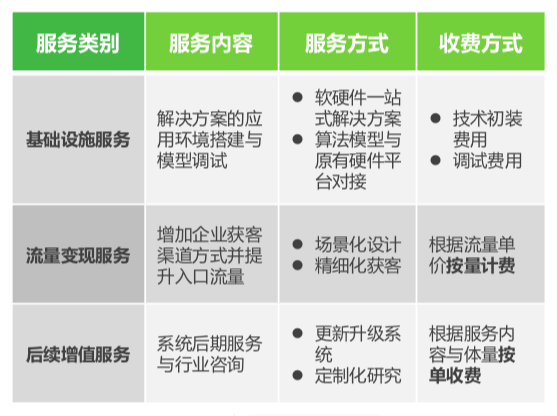 服务类别
服务内容
服务方式
收费方式
基础设施服务
解决方案的应
用环境搭建与
模型调试
● 软硬件一站
式解决方案
● 算法模型与
原有硬件平
台对接
● 技术初装
费用
● 调试费用
流量变现服务
增加企业获客
渠道方式并提
升入口流量
● 场景化设计
● 精细化获客
根据流量单
价按量计费
后续增值服务
系统后期服务
与行业咨询
● 更新升级系
统
● 定制化研究
根据服务内
容与体量按
单收费